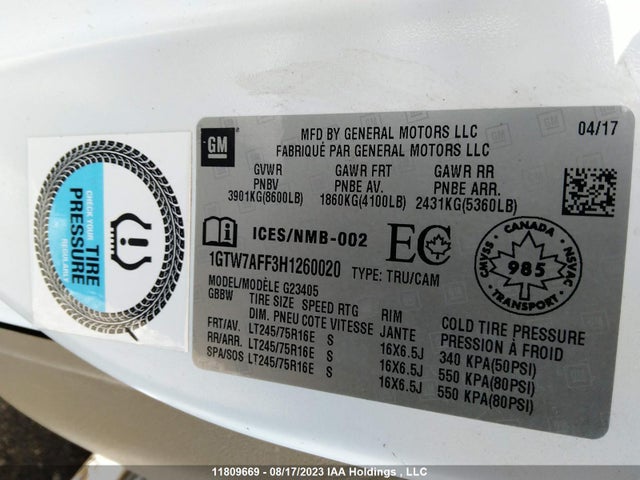 GM
MFD BY GENERAL MOTORS LLC
FABRIQUÉ PAR GENERAL MOTORS LLC
04/17
GVWR GAWR FRT GAWR RR
PNBV PNBE AV. PNBE ARR.
3901KG(8600LB) 1860KG(4100LB) 2431KG(5360LB)
ICES/NMB-002 EC
1GTW7AFF3H1260020 TYPE: TRU/CAM
MODEL/MODÈLE G23405
GBBW TIRE SIZE SPEED RTG RIM COLD TIRE PRESSURE
DIM. PNEU COTE VITESSE JANTE PRESSION À FROID
FRT/AV. LT245/75R16E S 16X6.5J 340 KPA(50PSI)
RR/ARR. LT245/75R16E S 16X6.5J 550 KPA(80PSI)
SPA/SOS LT245/75R16E S 16X6.5J 550 KPA(80PSI)
CANADA
CMVSS
985
NSVAC
TRANSPORT
CHECK YOUR
TIRE
PRESSURE
REGULARLY
11809669 - 08/17/2023 IAA Holdings , LLC